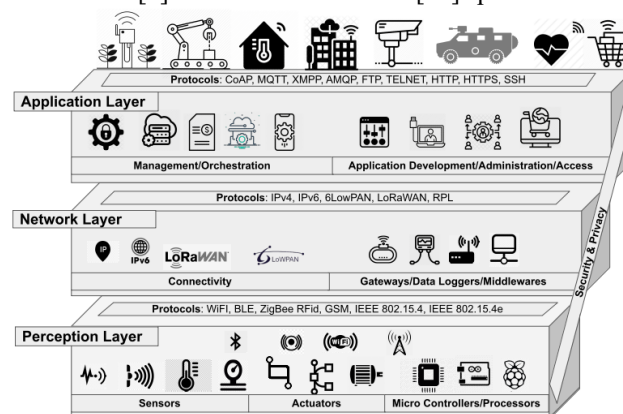 Protocols: CoAP, MQTT, XMPP, AMQP, FTP, TELNET, HTTP, HTTPS, SSH
Application Layer
Management/Orchestration
Application Development/Administration/Access
Protocols: IPv4, IPv6, 6LowPAN, LoRaWAN, RPL
Network Layer
IP
IPv6
LoRaWAN
6LoWPAN
Connectivity
Gateways/Data Loggers/Middlewares
Security & Privacy
Protocols: WiFI, BLE, ZigBee RFid, GSM, IEEE 802.15.4, IEEE 802.15.4e
Perception Layer
WiFi
Sensors
Actuators
Micro Controllers/Processors